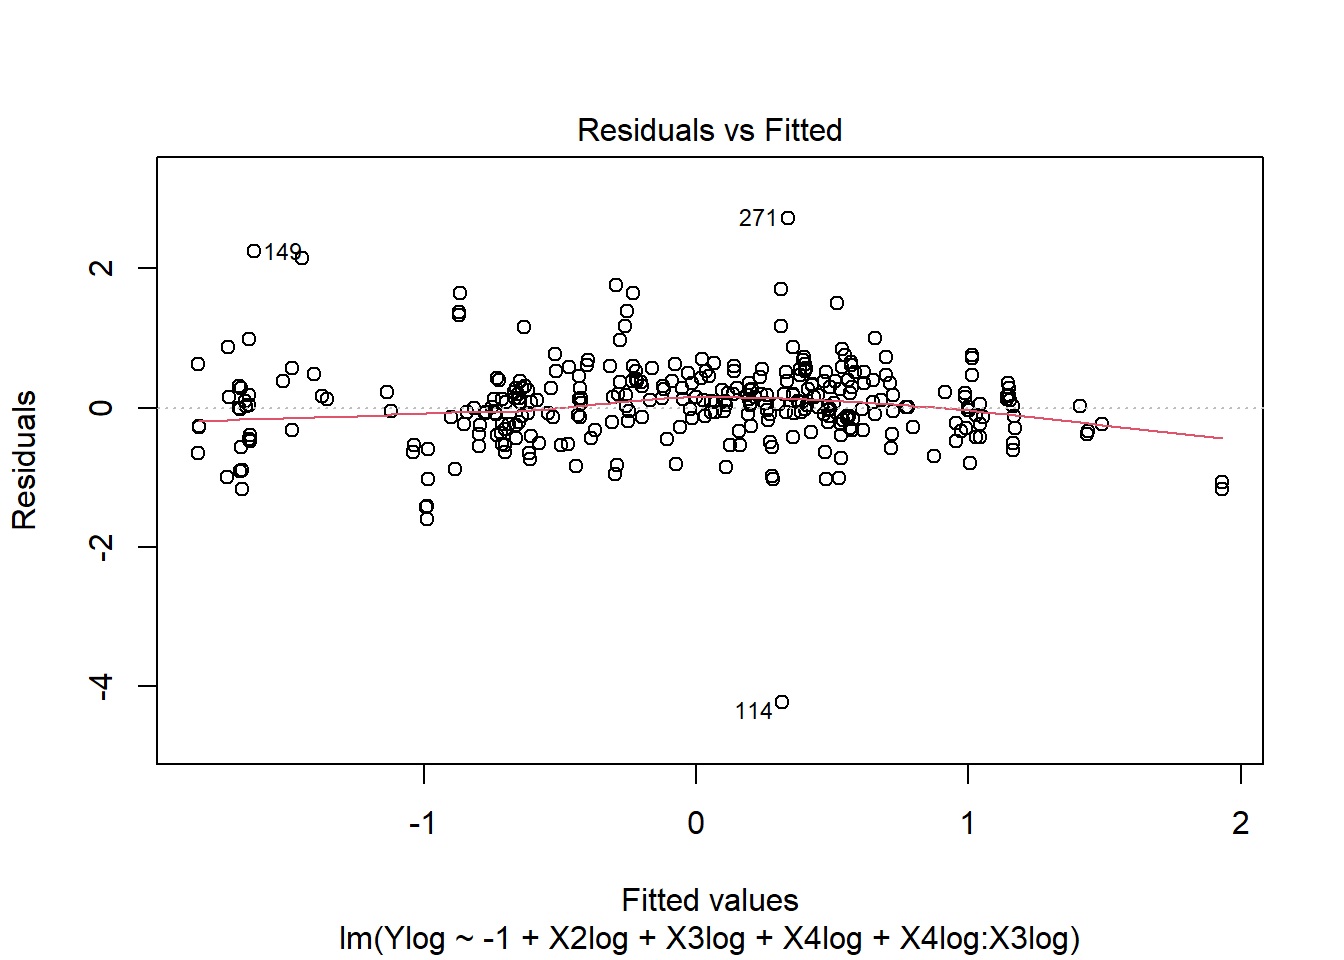 Residuals vs Fitted
Residuals
2
0
-2
-4
271
149
114
-1 0 1 2
Fitted values
lm(Ylog ~ -1 + X2log + X3log + X4log + X4log:X3log)